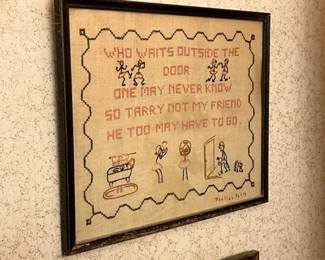 WHO WAITS OUTSIDE THE
DOOR
ONE MAY NEVER KNOW
SO TARRY NOT MY FRIEND
HE TOO MAY HAVE TO GO.